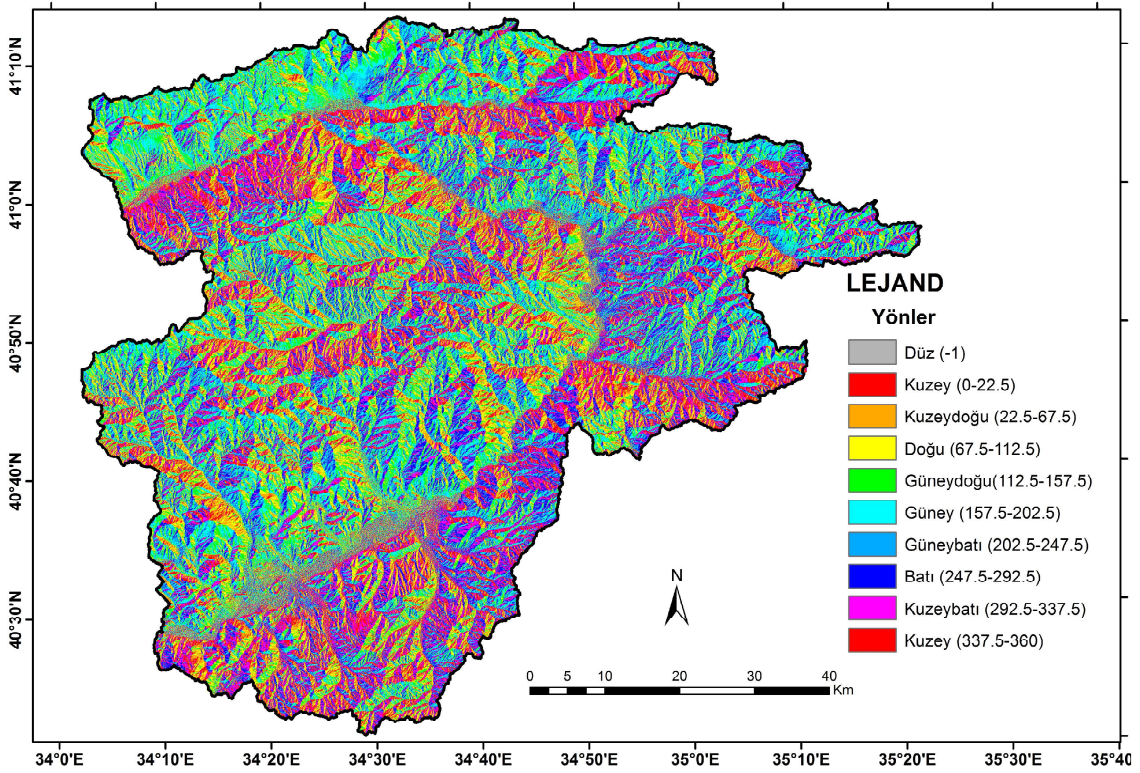 41°10'N
41°0'N
40°50'N
40°40'N
40°30'N
LEJAND
Yönler
Düz (-1)
Kuzey (0-22.5)
Kuzeydoğu (22.5-67.5)
Doğu (67.5-112.5)
Güneydoğu(112.5-157.5)
Güney (157.5-202.5)
Güneybatı (202.5-247.5)
Batı (247.5-292.5)
Kuzeybatı (292.5-337.5)
Kuzey (337.5-360)
N
0 5 10 20 30 40
Km
34°0'E 34°10'E 34°20'E 34°30'E 34°40'E 34°50'E 35°0'E 35°10'E 35°20'E 35°30'E 35°40